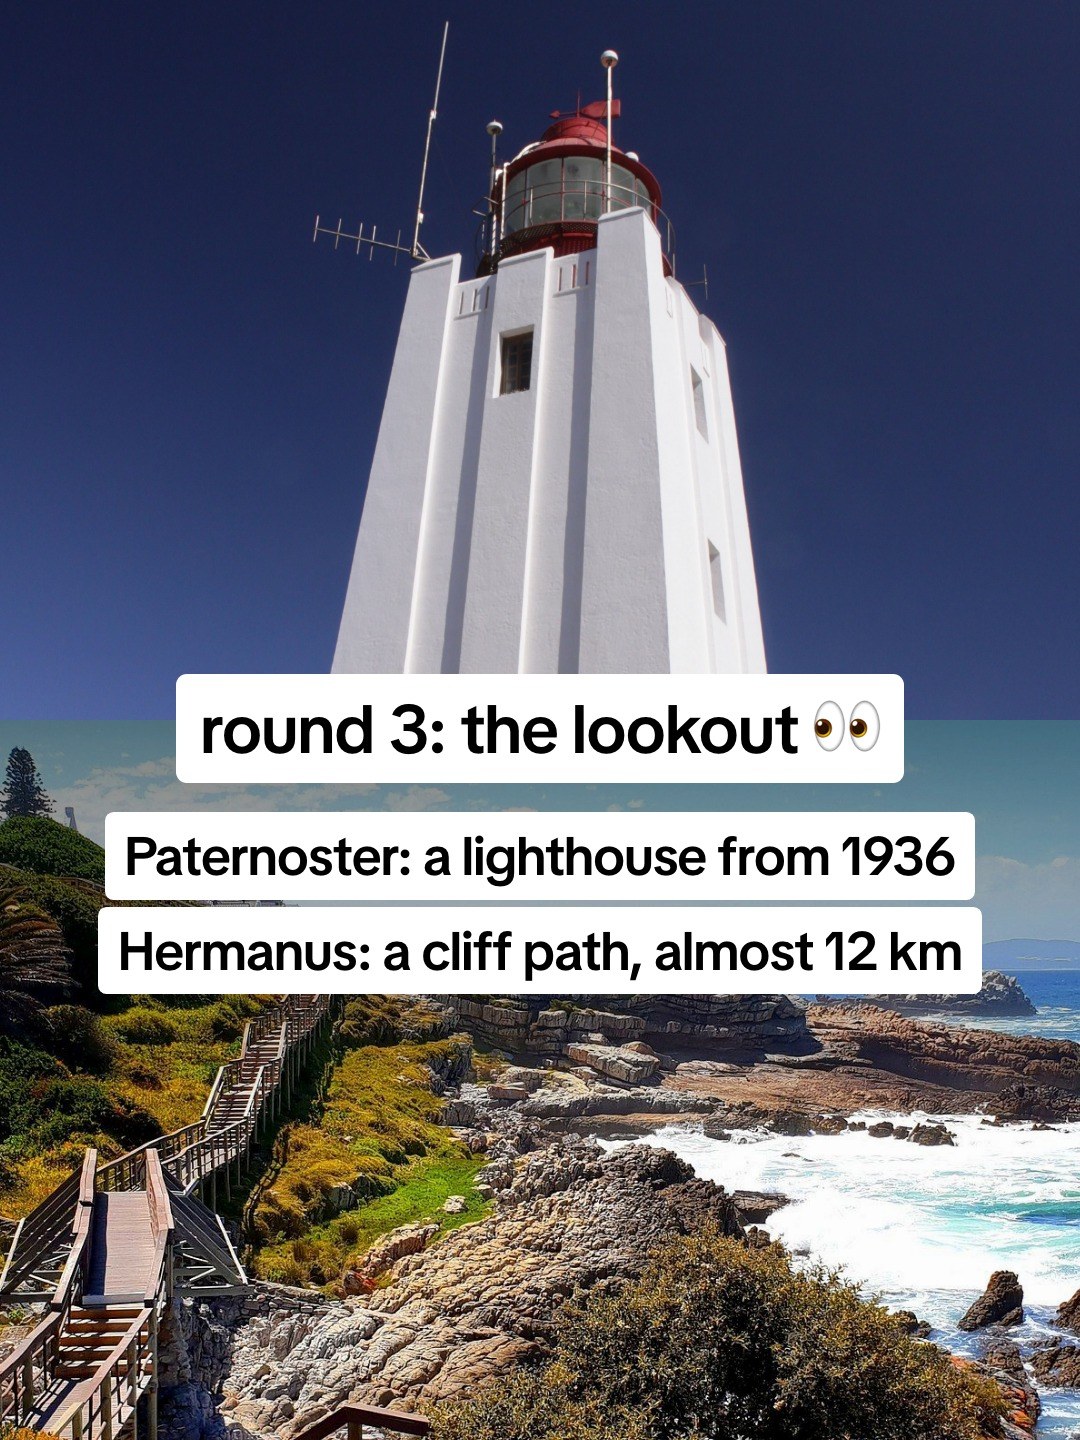 round 3: the lookout 👀
Paternoster: a lighthouse from 1936
Hermanus: a cliff path, almost 12 km